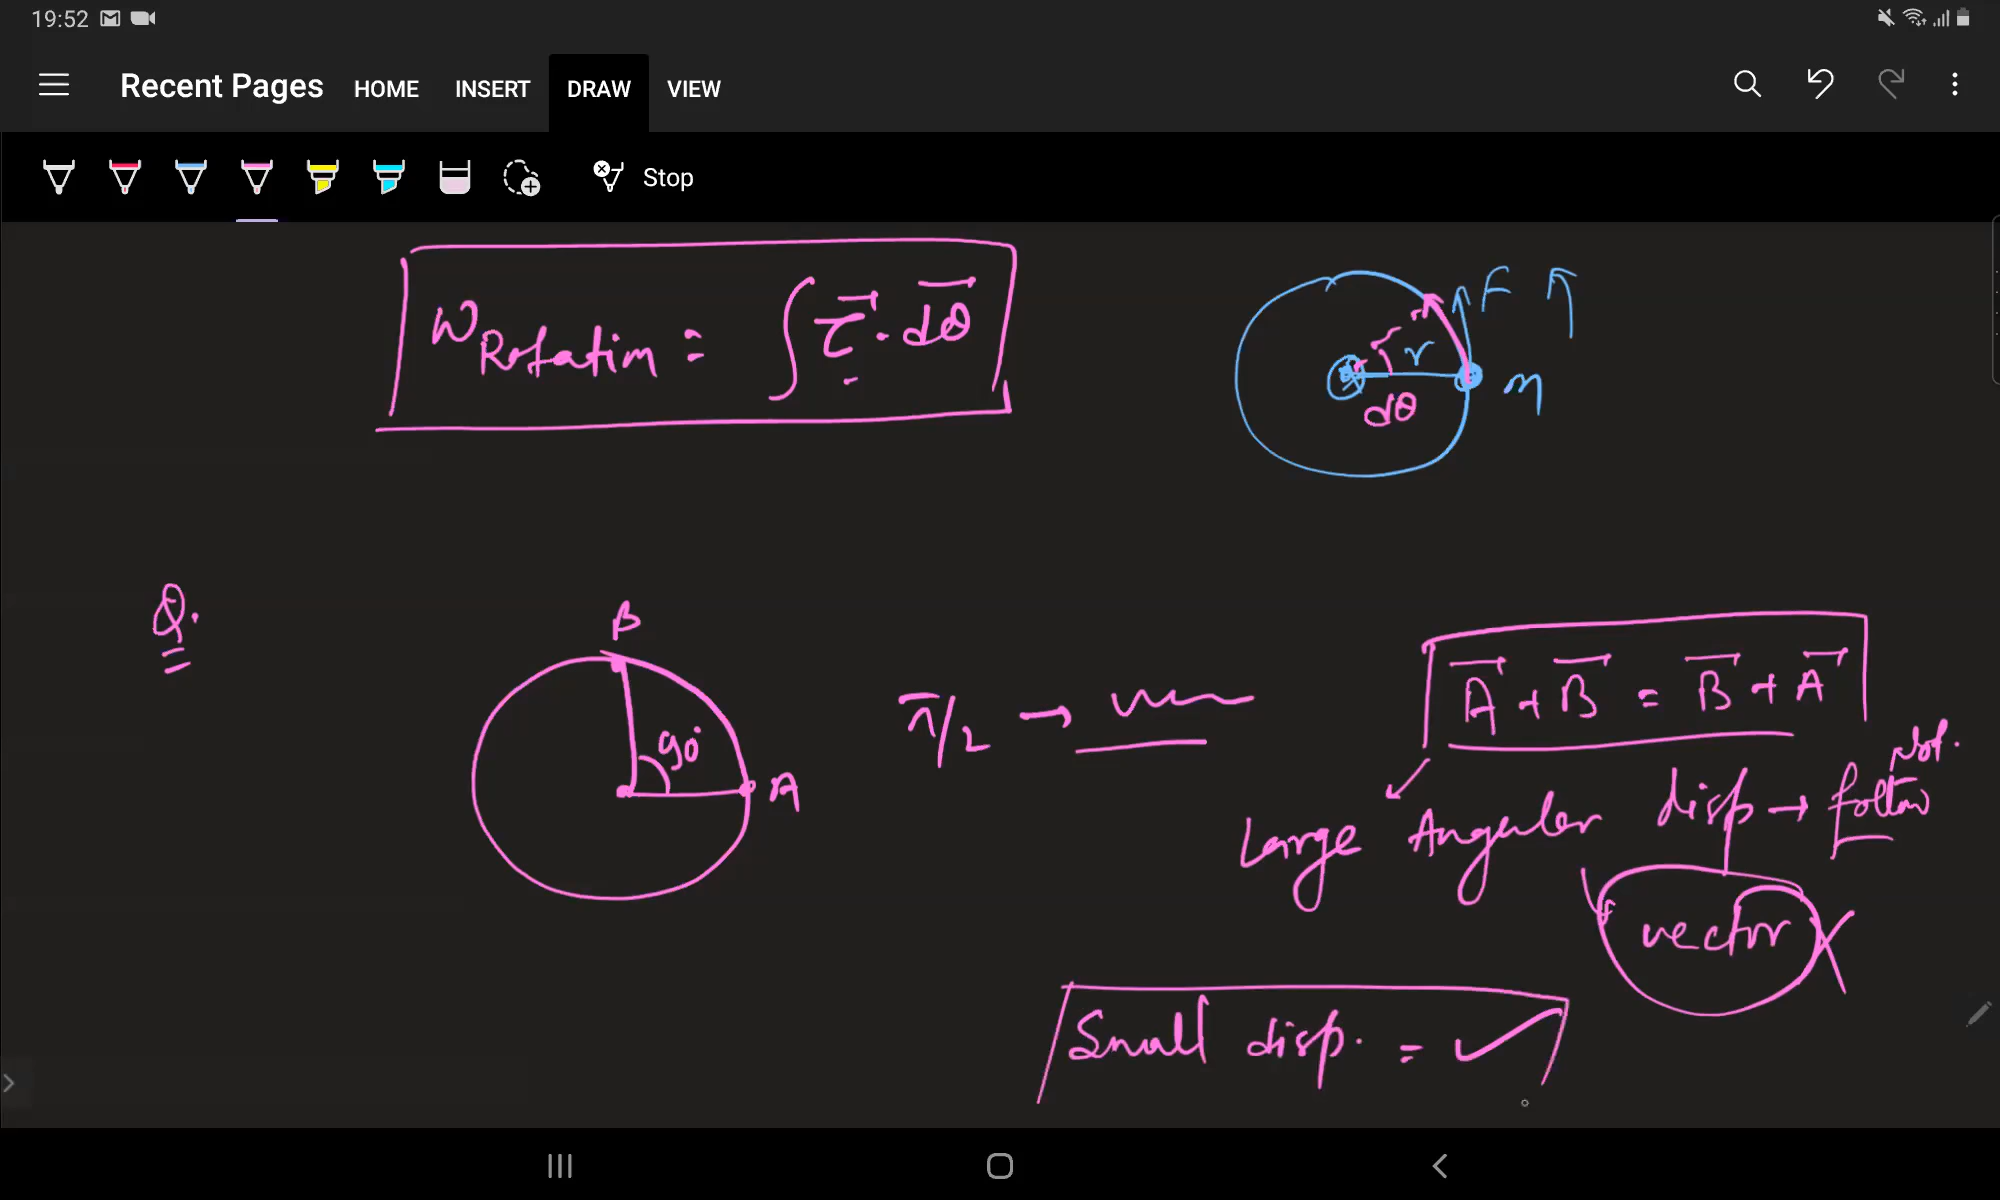 19:52
Recent Pages HOME INSERT DRAW VIEW
Stop
W Rotation = ∫ τ⃗ . dθ⃗
F
r
m
dθ
Q.
B
90°
A
π/2 →
A⃗ + B⃗ = B⃗ + A⃗
Not.
Large Angular disp → follow
vector
Small disp. = ✓